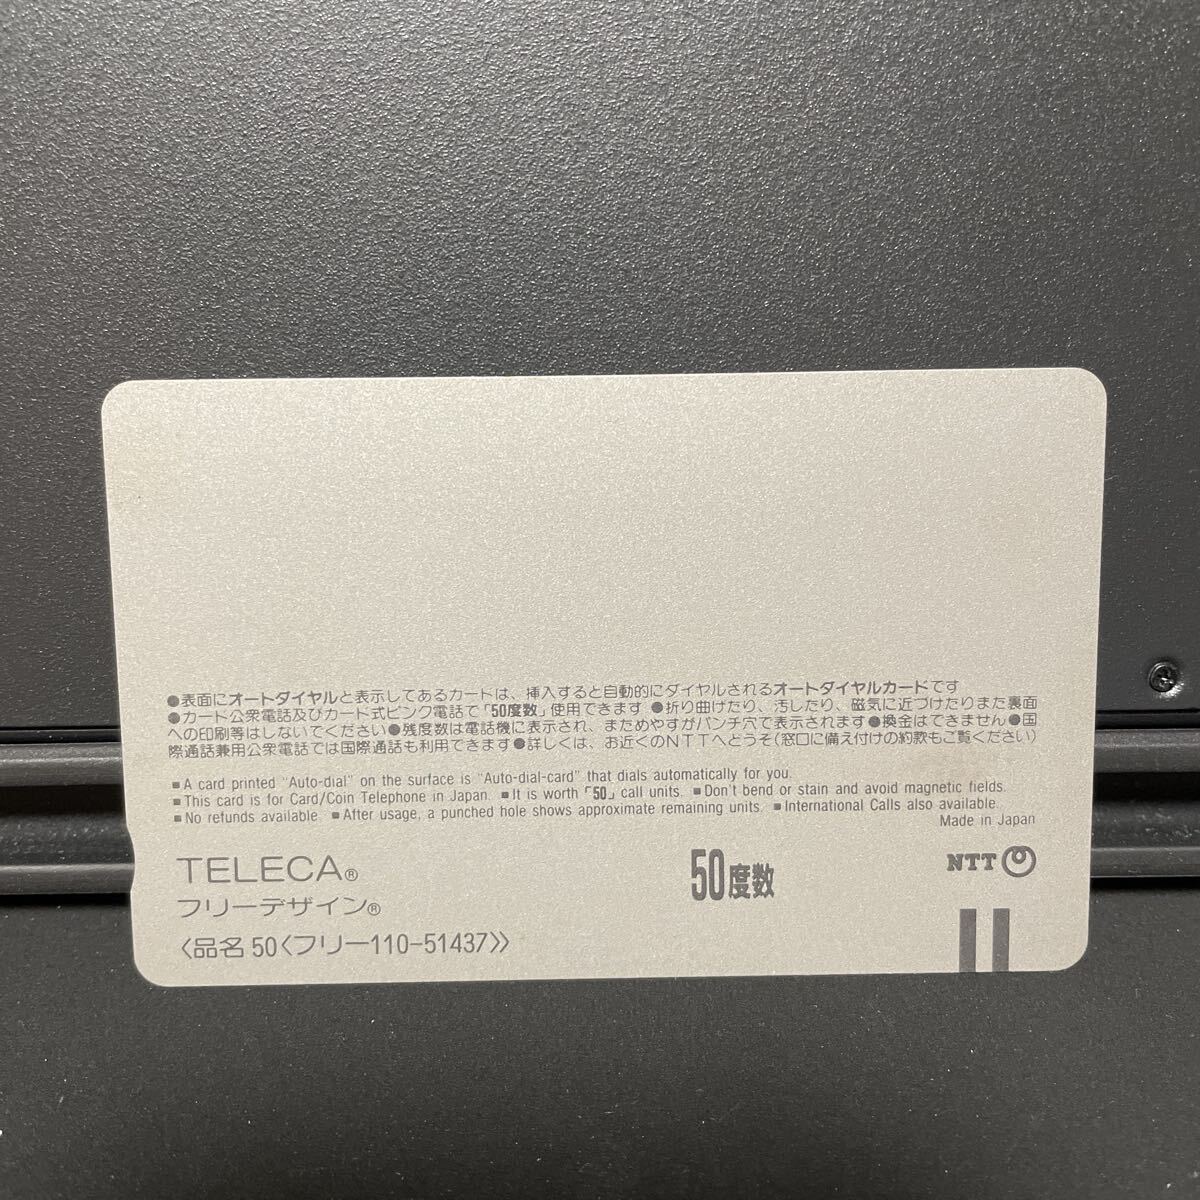 ●表面にオートダイヤルと表示してあるカードは、挿入すると自動的にダイヤルされるオートダイヤルカードです
●カード公衆電話及びカード式ピンク電話で「50度数」使用できます ●折り曲げたり、汚したり、磁気に近づけたりまた裏面
への印刷等はしないでください●残度数は電話機に表示され、まためやすがパンチ穴で表示されます●換金はできません●国
際通話兼用公衆電話では国際通話も利用できます●詳しくは、お近くのNTTへどうぞ(窓口に備え付けの約款もご覧ください)
■A card printed "Auto-dial" on the surface is "Auto-dial-card" that dials automatically for you.
■This card is for Card/Coin Telephone in Japan. ■It is worth「50」call units. ■Don't bend or stain and avoid magnetic fields.
■No refunds available. ■After usage, a punched hole shows approximate remaining units. ■International Calls also available.
Made in Japan
TELECA®
フリーデザイン®
〈品名 50〈フリー110-51437〉〉
50度数
NTT